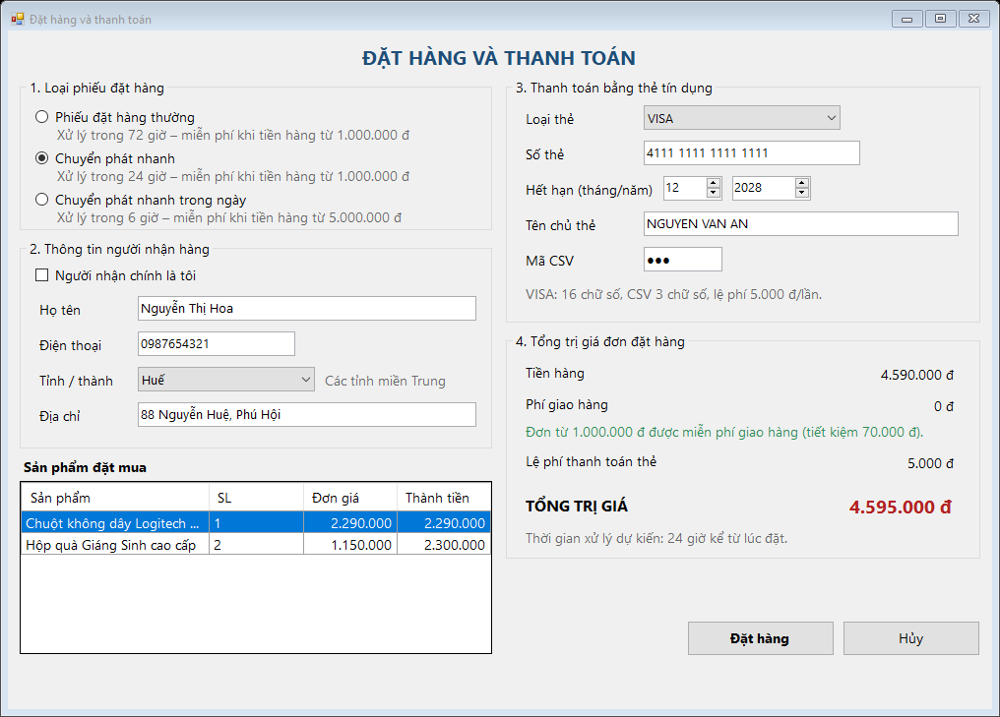 Đặt hàng và thanh toán
ĐẶT HÀNG VÀ THANH TOÁN
1. Loại phiếu đặt hàng
Phiếu đặt hàng thường
Xử lý trong 72 giờ – miễn phí khi tiền hàng từ 1.000.000 đ
Chuyển phát nhanh
Xử lý trong 24 giờ – miễn phí khi tiền hàng từ 1.000.000 đ
Chuyển phát nhanh trong ngày
Xử lý trong 6 giờ – miễn phí khi tiền hàng từ 5.000.000 đ
2. Thông tin người nhận hàng
Người nhận chính là tôi
Họ tên Nguyễn Thị Hoa
Điện thoại 0987654321
Tỉnh / thành Huế Các tỉnh miền Trung
Địa chỉ 88 Nguyễn Huệ, Phú Hội
Sản phẩm đặt mua
Sản phẩm SL Đơn giá Thành tiền
Chuột không dây Logitech ... 1 2.290.000 2.290.000
Hộp quà Giáng Sinh cao cấp 2 1.150.000 2.300.000
3. Thanh toán bằng thẻ tín dụng
Loại thẻ VISA
Số thẻ 4111 1111 1111 1111
Hết hạn (tháng/năm) 12 2028
Tên chủ thẻ NGUYEN VAN AN
Mã CSV ●●●
VISA: 16 chữ số, CSV 3 chữ số, lệ phí 5.000 đ/lần.
4. Tổng trị giá đơn đặt hàng
Tiền hàng 4.590.000 đ
Phí giao hàng 0 đ
Đơn từ 1.000.000 đ được miễn phí giao hàng (tiết kiệm 70.000 đ).
Lệ phí thanh toán thẻ 5.000 đ
TỔNG TRỊ GIÁ 4.595.000 đ
Thời gian xử lý dự kiến: 24 giờ kể từ lúc đặt.
Đặt hàng Hủy